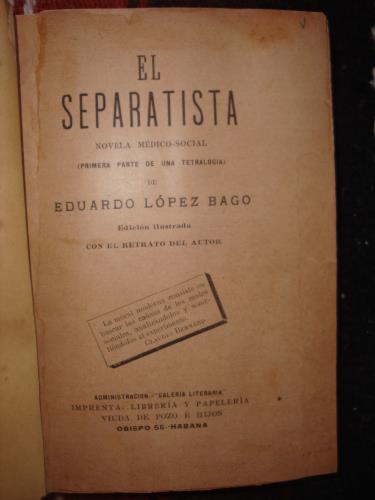 EL
SEPARATISTA
NOVELA MÉDICO-SOCIAL
(PRIMERA PARTE DE UNA TETRALOGIA)
DE
EDUARDO LÓPEZ BAGO
Edición ilustrada
CON EL RETRATO DEL AUTOR
La moral moderna consiste en
buscar las causas de los males
sociales, analizándolos y some-
tiéndolos al experimento.
CLAUDIO BERNARD.
ADMINISTRACION.-"GALERIA LITERARIA"
IMPRENTA: LIBRERÍA Y PAPELERÍA
VIUDA DE POZO É HIJOS
OBISPO 55-HABANA